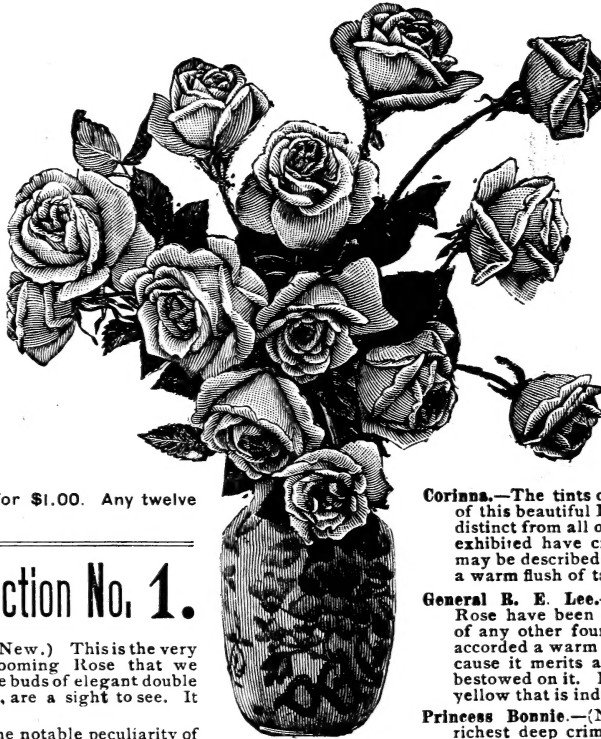 or $1.00. Any twelve
ction No. 1.
New.) This is the very
ooming Rose that we
e buds of elegant double
, are a sight to see. It
he notable peculiarity of
Corinna.—The tints o
of this beautiful
distinct from all o
exhibited have c
may be described
a warm flush of ta
General R. E. Lee.
Rose have been
of any other four
accorded a warm
cause it merits a
bestowed on it.
yellow that is ind
Princess Bonnie.—(N
richest deep crim